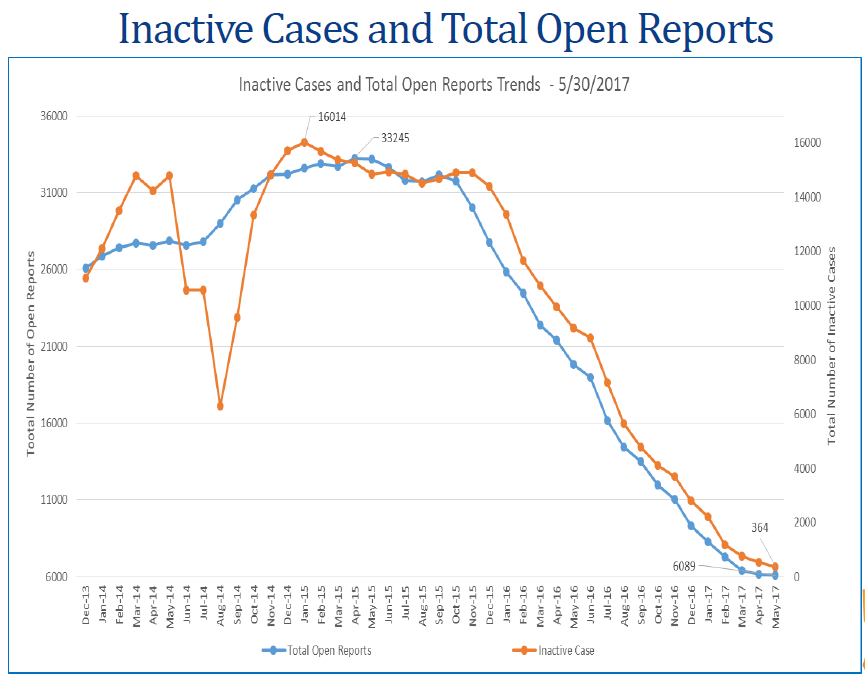 Inactive Cases and Total Open Reports
Inactive Cases and Total Open Reports Trends - 5/30/2017
36000
31000
26000
21000
16000
11000
6000
Tootal Number of Open Reports
16014
33245
364
6089
16000
14000
12000
10000
8000
6000
4000
2000
0
Total Number of Inactive Cases
Dec-13
Jan-14
Feb-14
Mar-14
Apr-14
May-14
Jun-14
Jul-14
Aug-14
Sep-14
Oct-14
Nov-14
Dec-14
Jan-15
Feb-15
Mar-15
Apr-15
May-15
Jun-15
Jul-15
Aug-15
Sep-15
Oct-15
Nov-15
Dec-15
Jan-16
Feb-16
Mar-16
Apr-16
May-16
Jun-16
Jul-16
Aug-16
Sep-16
Oct-16
Nov-16
Dec-16
Jan-17
Feb-17
Mar-17
Apr-17
May-17
Total Open Reports
Inactive Case